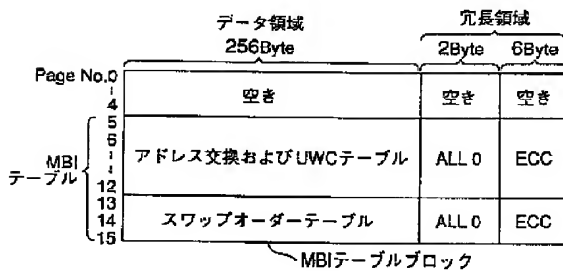 データ領域
256Byte
冗長領域
2Byte
6Byte
Page No.0
4
空き
空き
空き
MBI
テーブル
5
6
12
アドレス交換およびUWCテーブル
ALL 0
ECC
13
14
15
スワップオーダーテーブル
ALL 0
ECC
MBIテーブルブロック